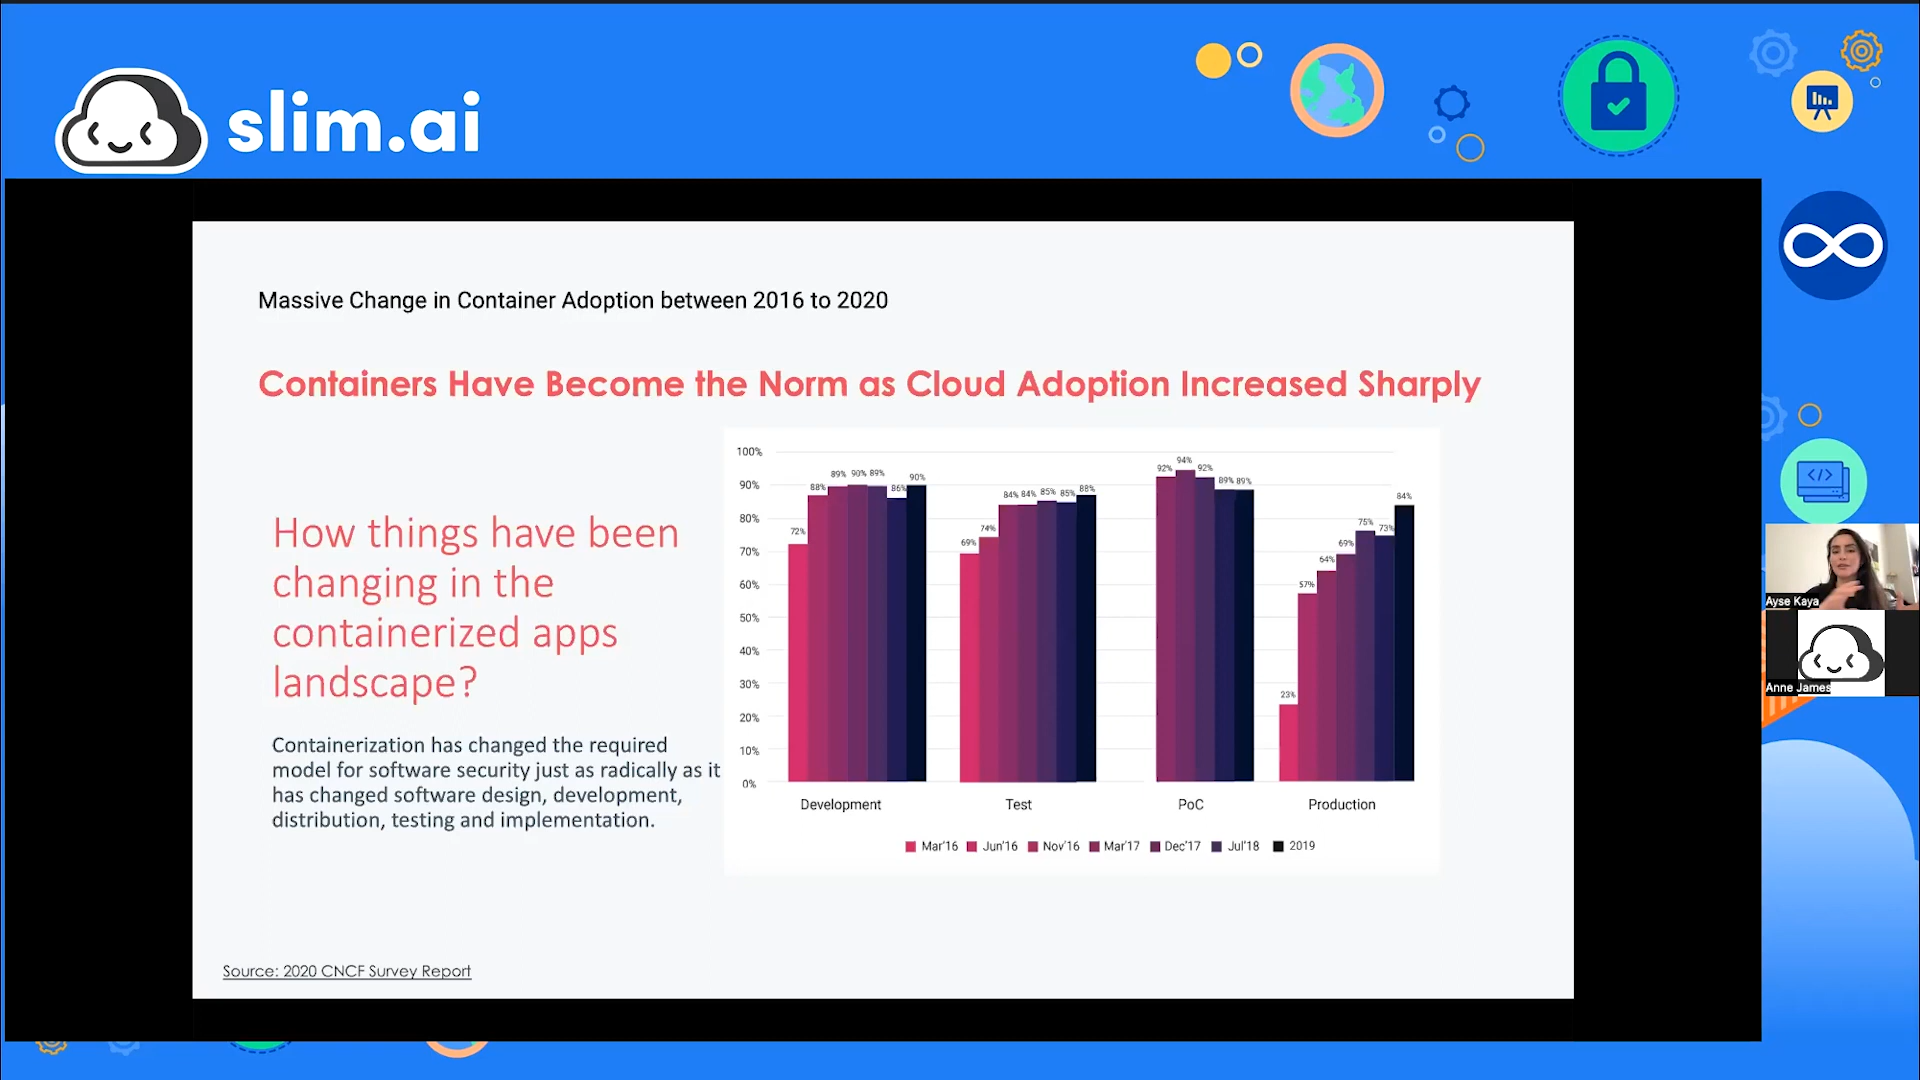 slim.ai
Massive Change in Container Adoption between 2016 to 2020
Containers Have Become the Norm as Cloud Adoption Increased Sharply
How things have been
changing in the
containerized apps
landscape?
Containerization has changed the required
model for software security just as radically as it
has changed software design, development,
distribution, testing and implementation.
100%
90%
80%
70%
60%
50%
40%
30%
20%
10%
0%
72% 88% 89% 90% 89% 86% 90%
69% 74% 84% 84% 85% 85% 88%
92% 94% 92% 89% 89%
23% 57% 64% 69% 75% 73% 84%
Development Test PoC Production
Mar'16 Jun'16 Nov'16 Mar'17 Dec'17 Jul'18 2019
Source: 2020 CNCF Survey Report
</>
Ayse Kaya
Anne James